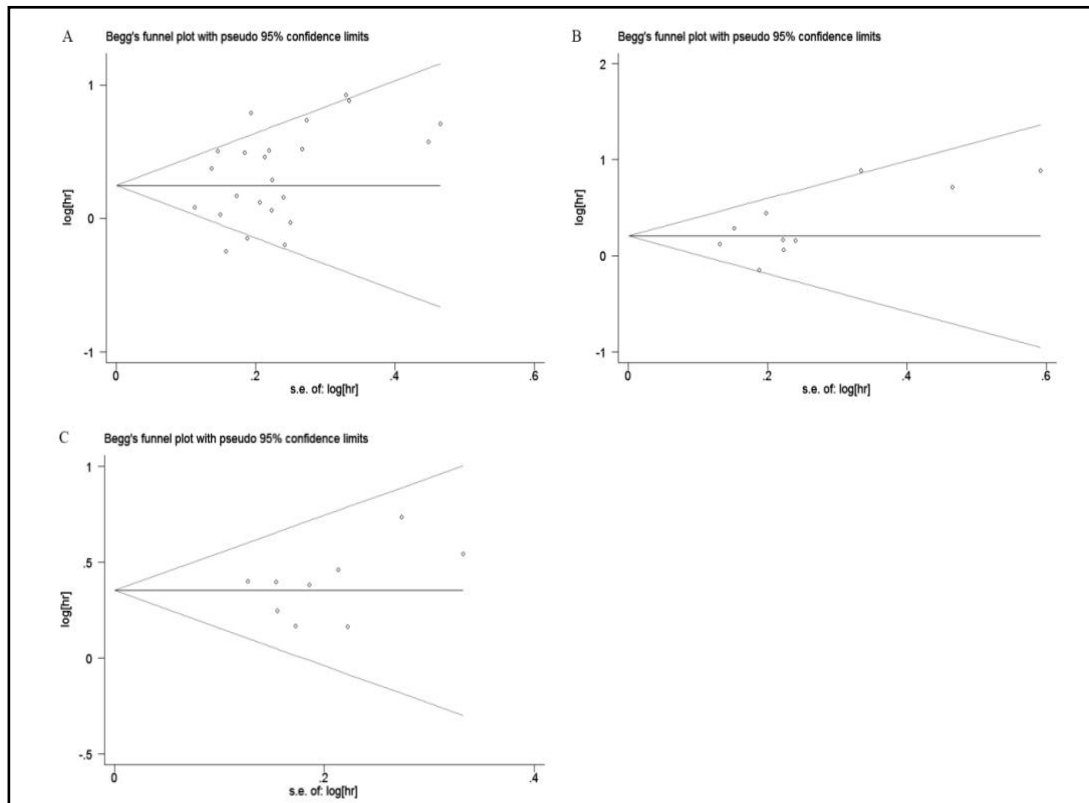 A
Begg's funnel plot with pseudo 95% confidence limits
log[hr]
1
0
-1
0
.2
.4
.6
s.e. of: log[hr]
B
Begg's funnel plot with pseudo 95% confidence limits
log[hr]
2
1
0
-1
0
.2
.4
.6
s.e. of: log[hr]
C
Begg's funnel plot with pseudo 95% confidence limits
log[hr]
1
.5
0
-.5
0
.2
.4
s.e. of: log[hr]